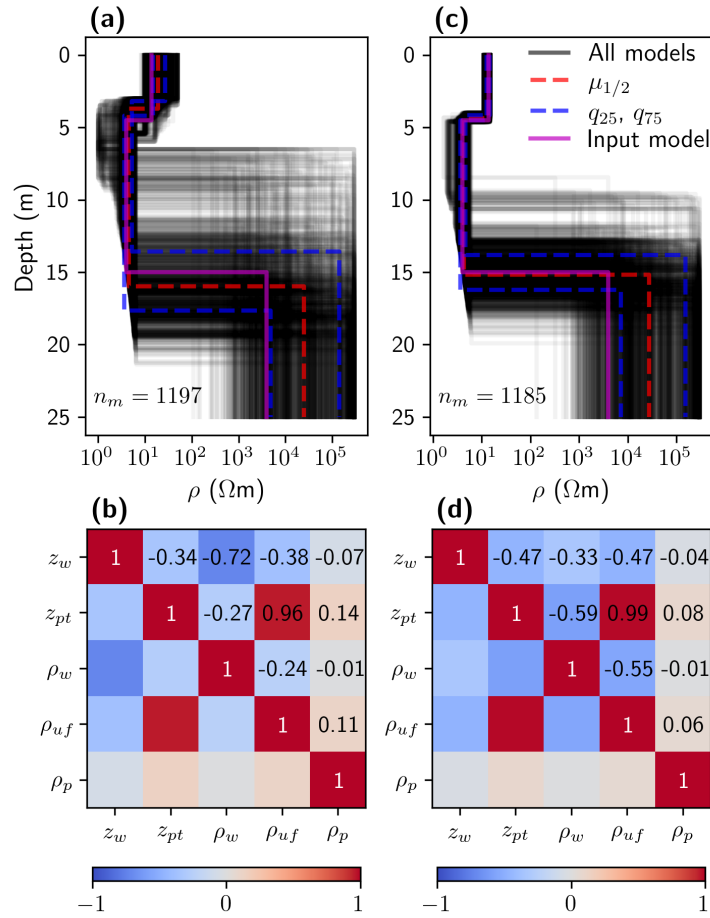 (a)
(c)
All models
μ1/2
q25, q75
Input model
Depth (m)
0
5
10
15
20
25
nm = 1197
10^0 10^1 10^2 10^3 10^4 10^5
ρ (Ωm)
0
5
10
15
20
25
nm = 1185
10^0 10^1 10^2 10^3 10^4 10^5
ρ (Ωm)
(b)
zw 1 -0.34 -0.72 -0.38 -0.07
zpt 1 -0.27 0.96 0.14
ρw 1 -0.24 -0.01
ρuf 1 0.11
ρp 1
zw zpt ρw ρuf ρp
−1 0 1
(d)
zw 1 -0.47 -0.33 -0.47 -0.04
zpt 1 -0.59 0.99 0.08
ρw 1 -0.55 -0.01
ρuf 1 0.06
ρp 1
zw zpt ρw ρuf ρp
−1 0 1